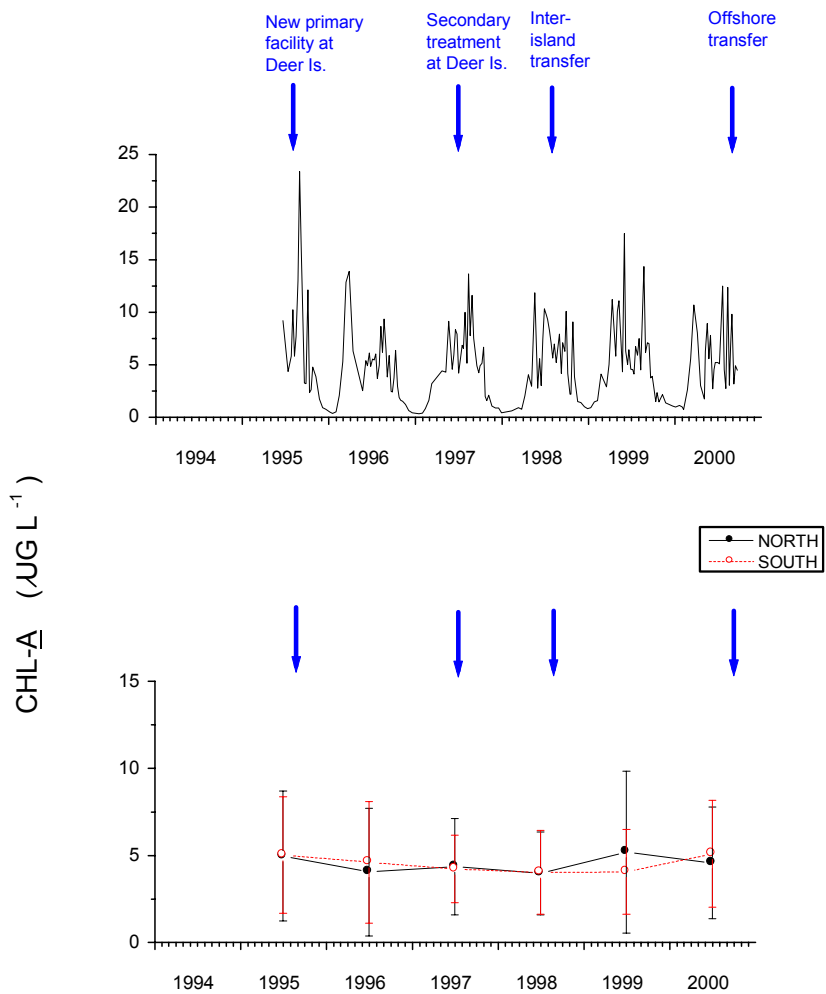 New primary facility at Deer Is.
Secondary treatment at Deer Is.
Inter-island transfer
Offshore transfer
25
20
15
10
5
0
1994 1995 1996 1997 1998 1999 2000
CHL-A (λUG L⁻¹)
NORTH
SOUTH
15
10
5
0
1994 1995 1996 1997 1998 1999 2000